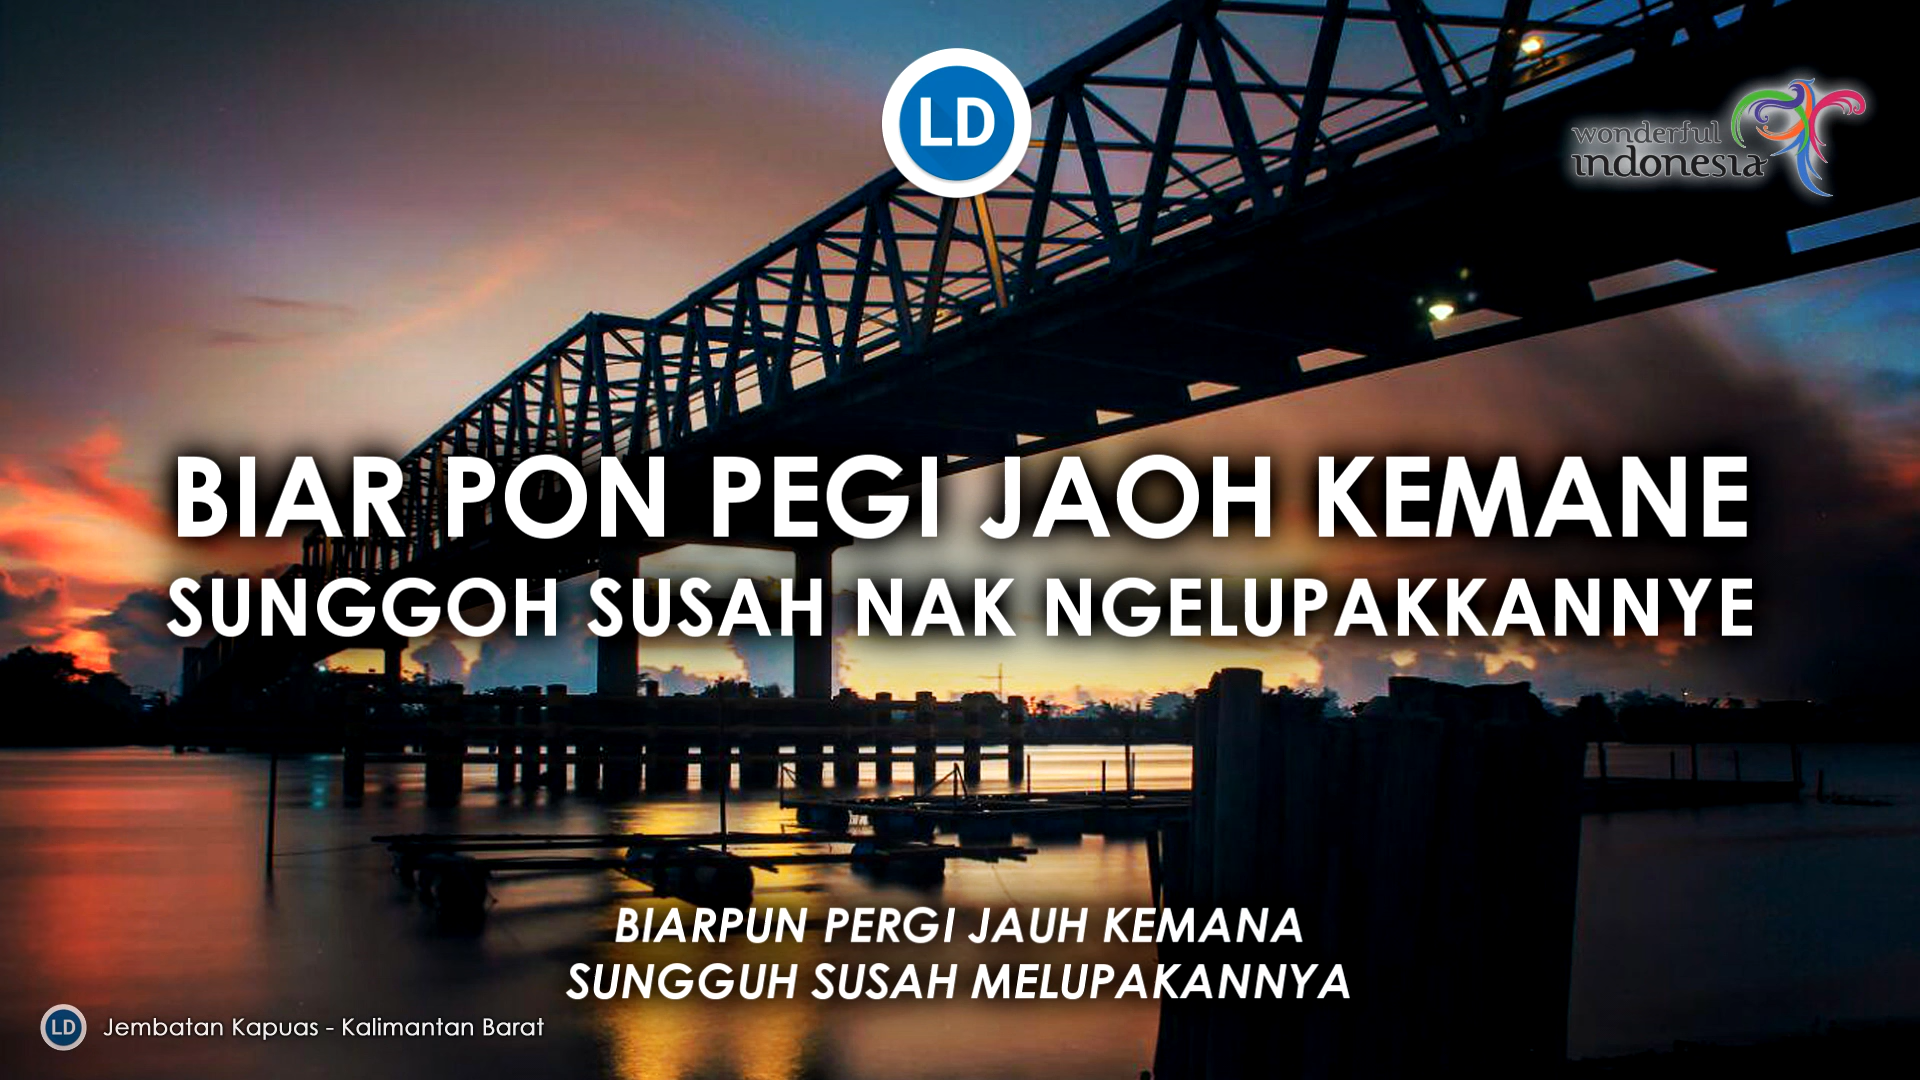 LD
wonderful
indonesia
BIAR PON PEGI JAOH KEMANE
SUNGGOH SUSAH NAK NGELUPAKKANNYE
BIARPUN PERGI JAUH KEMANA
SUNGGUH SUSAH MELUPAKANNYA
LD Jembatan Kapuas - Kalimantan Barat